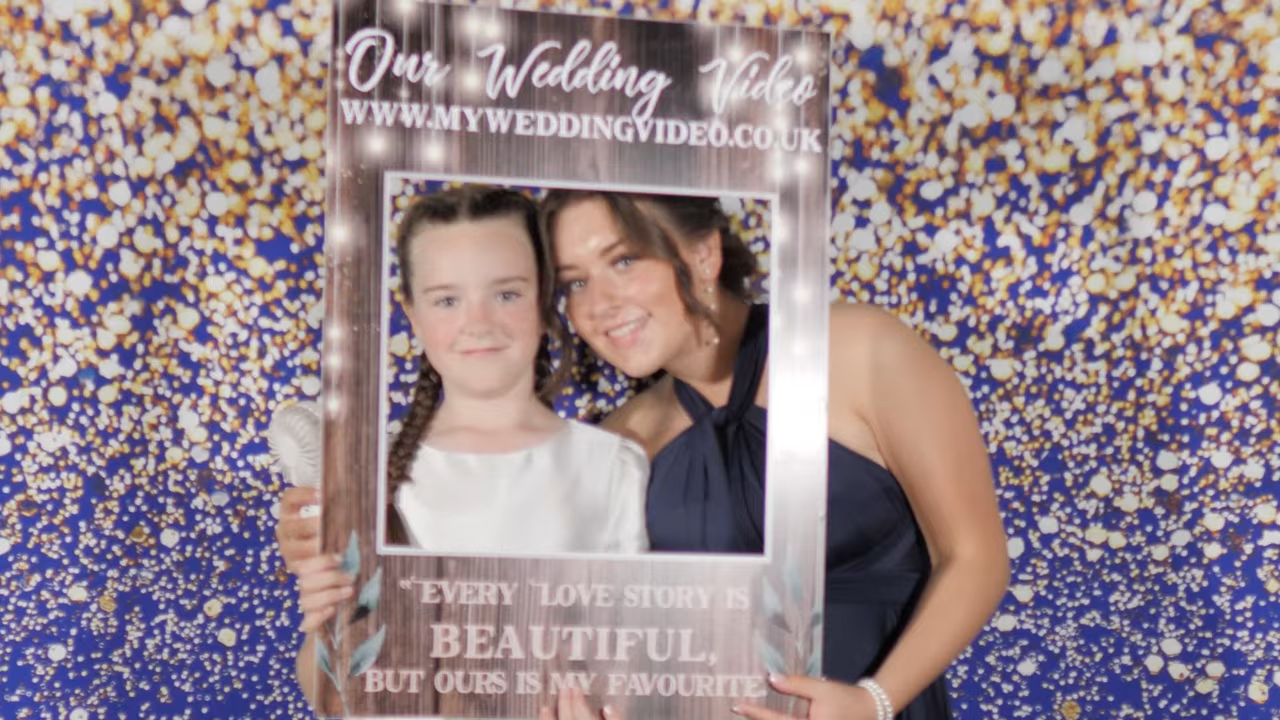 Our Wedding Video
WWW.MYWEDDINGVIDEO.CO.UK
"EVERY LOVE STORY IS
BEAUTIFUL,
BUT OURS IS MY FAVOURITE.